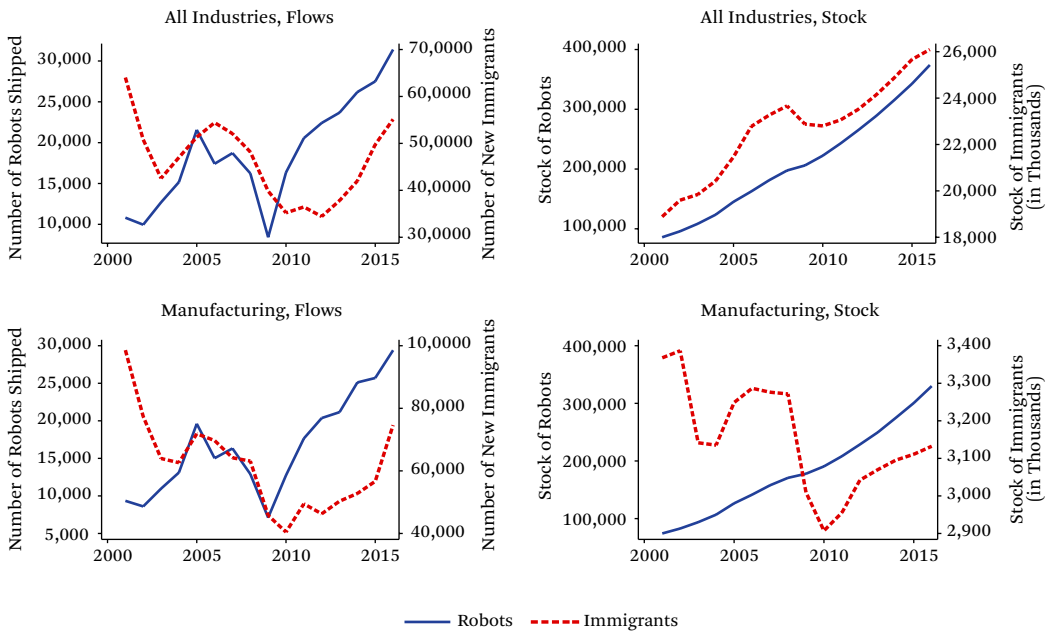 All Industries, Flows
Number of Robots Shipped
30,000
25,000
20,000
15,000
10,000
70,0000
60,0000
50,0000
40,0000
30,0000
Number of New Immigrants
2000 2005 2010 2015
All Industries, Stock
Stock of Robots
400,000
300,000
200,000
100,000
26,000
24,000
22,000
20,000
18,000
Stock of Immigrants
(in Thousands)
2000 2005 2010 2015
Manufacturing, Flows
Number of Robots Shipped
30,000
25,000
20,000
15,000
10,000
5,000
10,0000
80,000
60,000
40,000
Number of New Immigrants
2000 2005 2010 2015
Manufacturing, Stock
Stock of Robots
400,000
300,000
200,000
100,000
3,400
3,300
3,200
3,100
3,000
2,900
Stock of Immigrants
(in Thousands)
2000 2005 2010 2015
Robots Immigrants